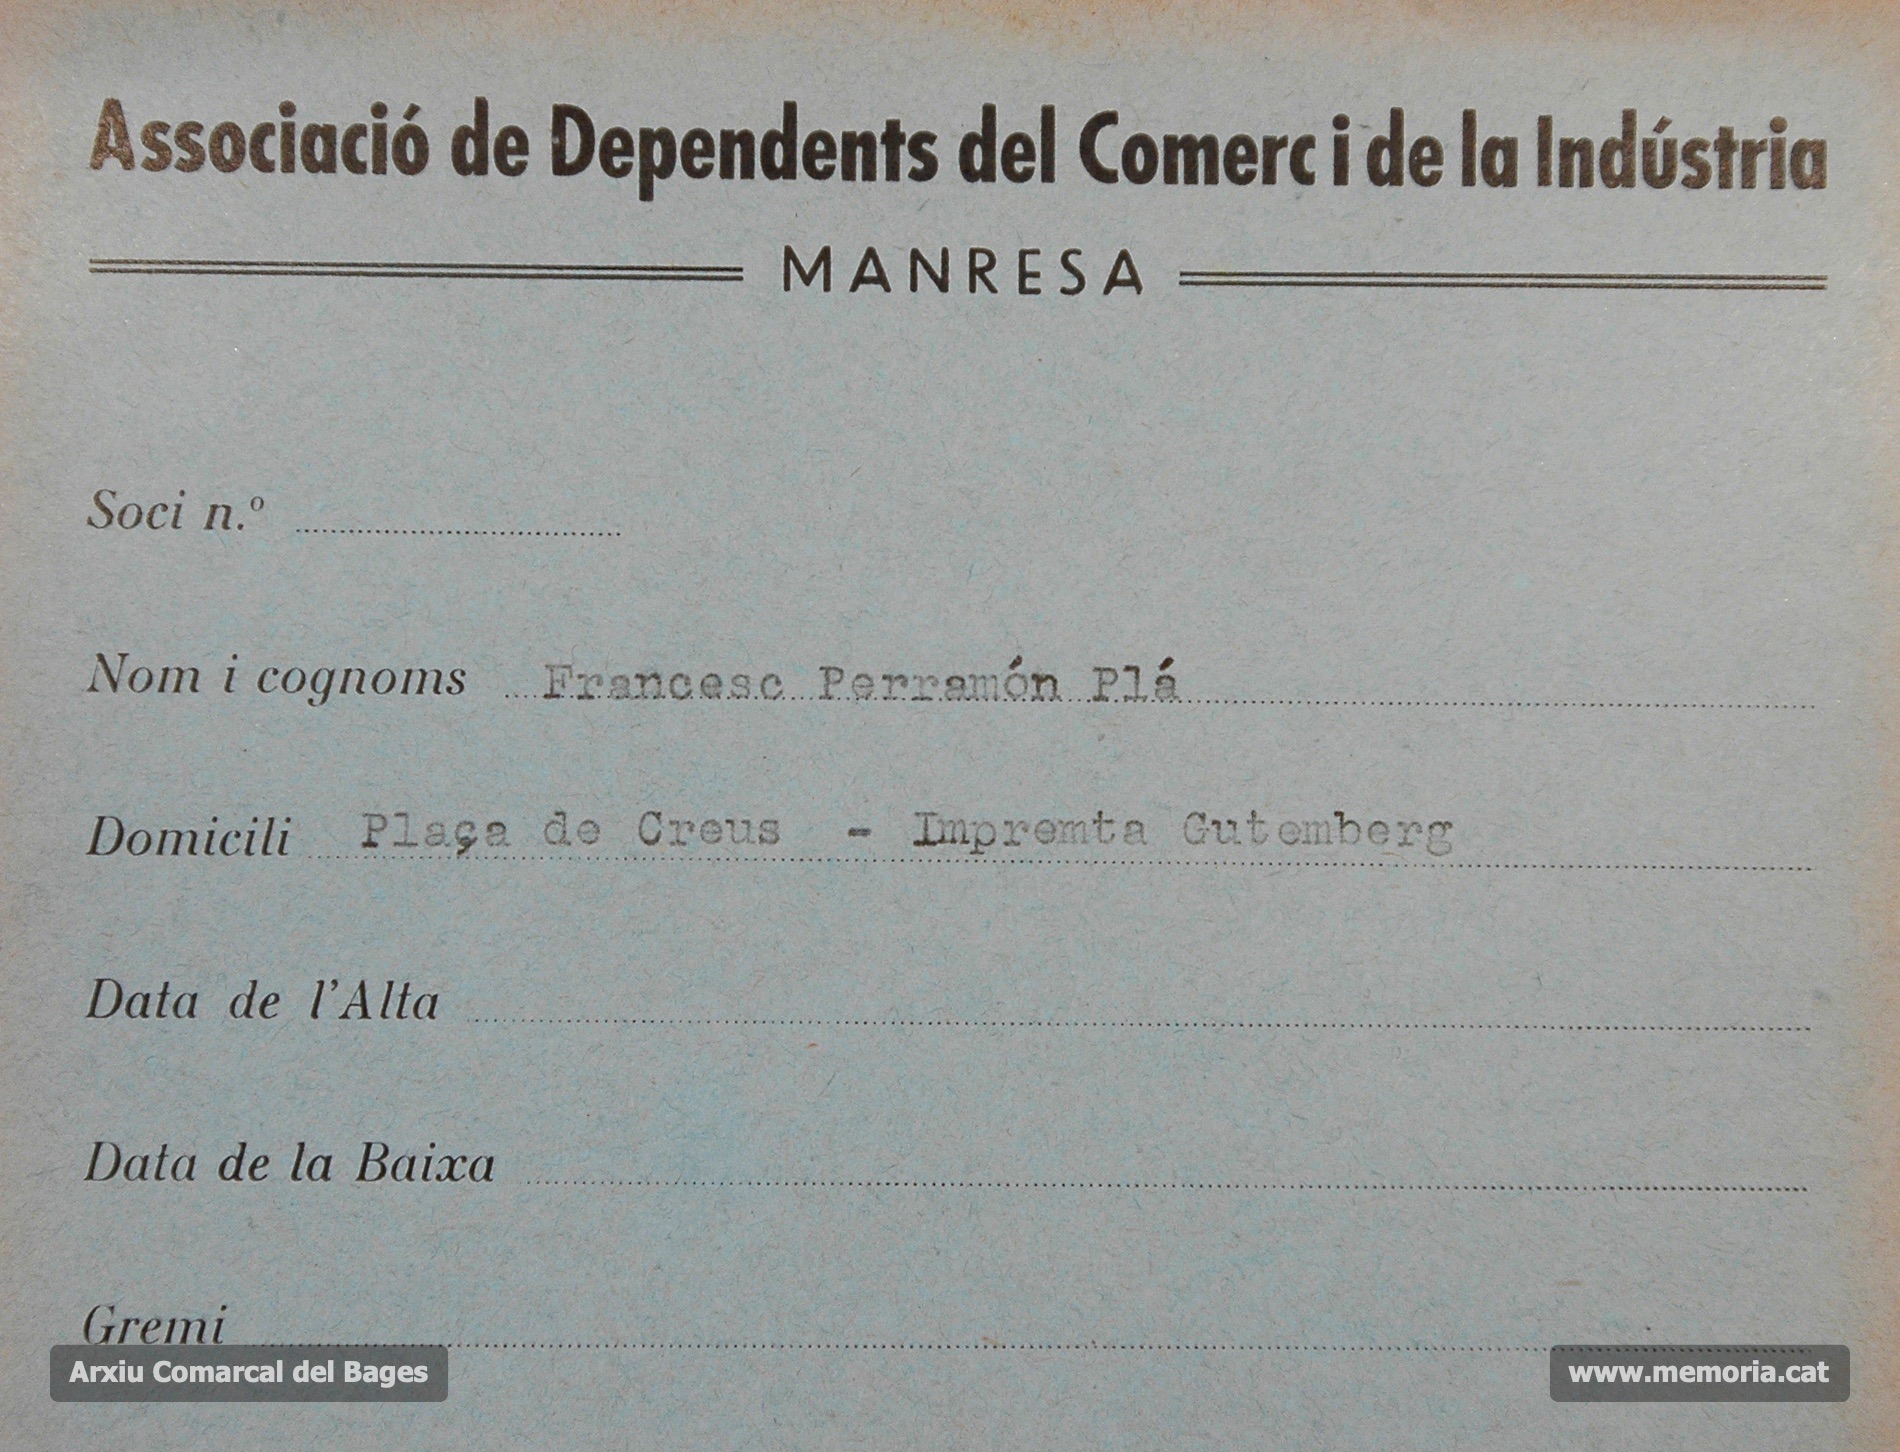 Associació de Dependents del Comerc i de la Indústria
MANRESA
Soci n.º
Nom i cognoms Francesc Perramón Plá
Domicili Plaça de Creus - Impremta Gutemberg
Data de l'Alta
Data de la Baixa
Gremi
Arxiu Comarcal del Bages
www.memoria.cat